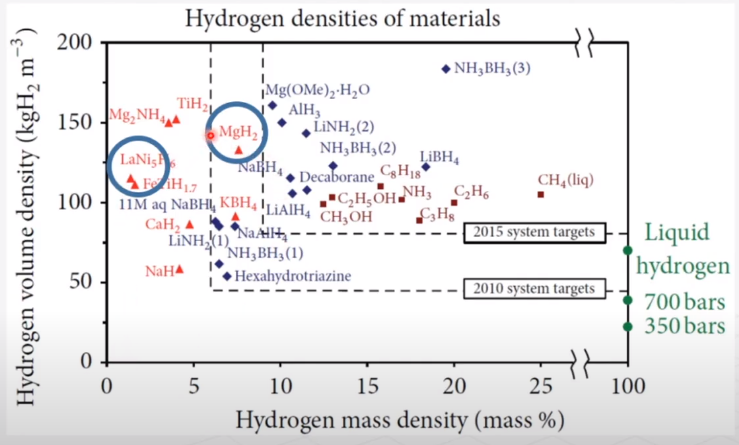 Hydrogen densities of materials
Hydrogen volume density (kgH₂ m⁻³)
200
150
100
50
0
NH₃BH₃(3)
Mg(OMe)₂·H₂O
TiH₂
Mg₂NH₄
AlH₃
MgH₂
LiNH₂(2)
NH₃BH₃(2)
LiBH₄
LaNi₅H₆
NaBH₄
C₈H₁₈
Decaborane
FeTiH₁.₇
CH₄(liq)
C₂H₆
NH₃
C₂H₅OH
11M aq NaBH₄
KBH₄
LiAlH₄
CH₃OH
C₃H₈
CaH₂
LiNH₂(1)
NaAlH₄
2015 system targets
Liquid
hydrogen
NH₃BH₃(1)
NaH
Hexahydrotriazine
2010 system targets
700 bars
350 bars
0
5
10
15
20
25
100
Hydrogen mass density (mass %)